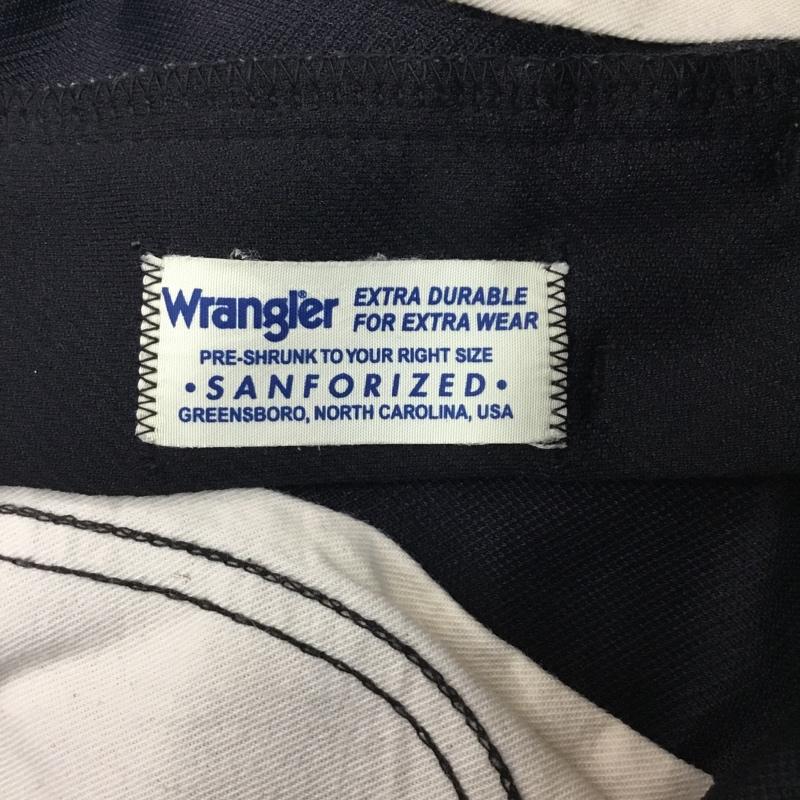 Wrangler® EXTRA DURABLE
FOR EXTRA WEAR
PRE-SHRUNK TO YOUR RIGHT SIZE
• SANFORIZED •
GREENSBORO, NORTH CAROLINA, USA